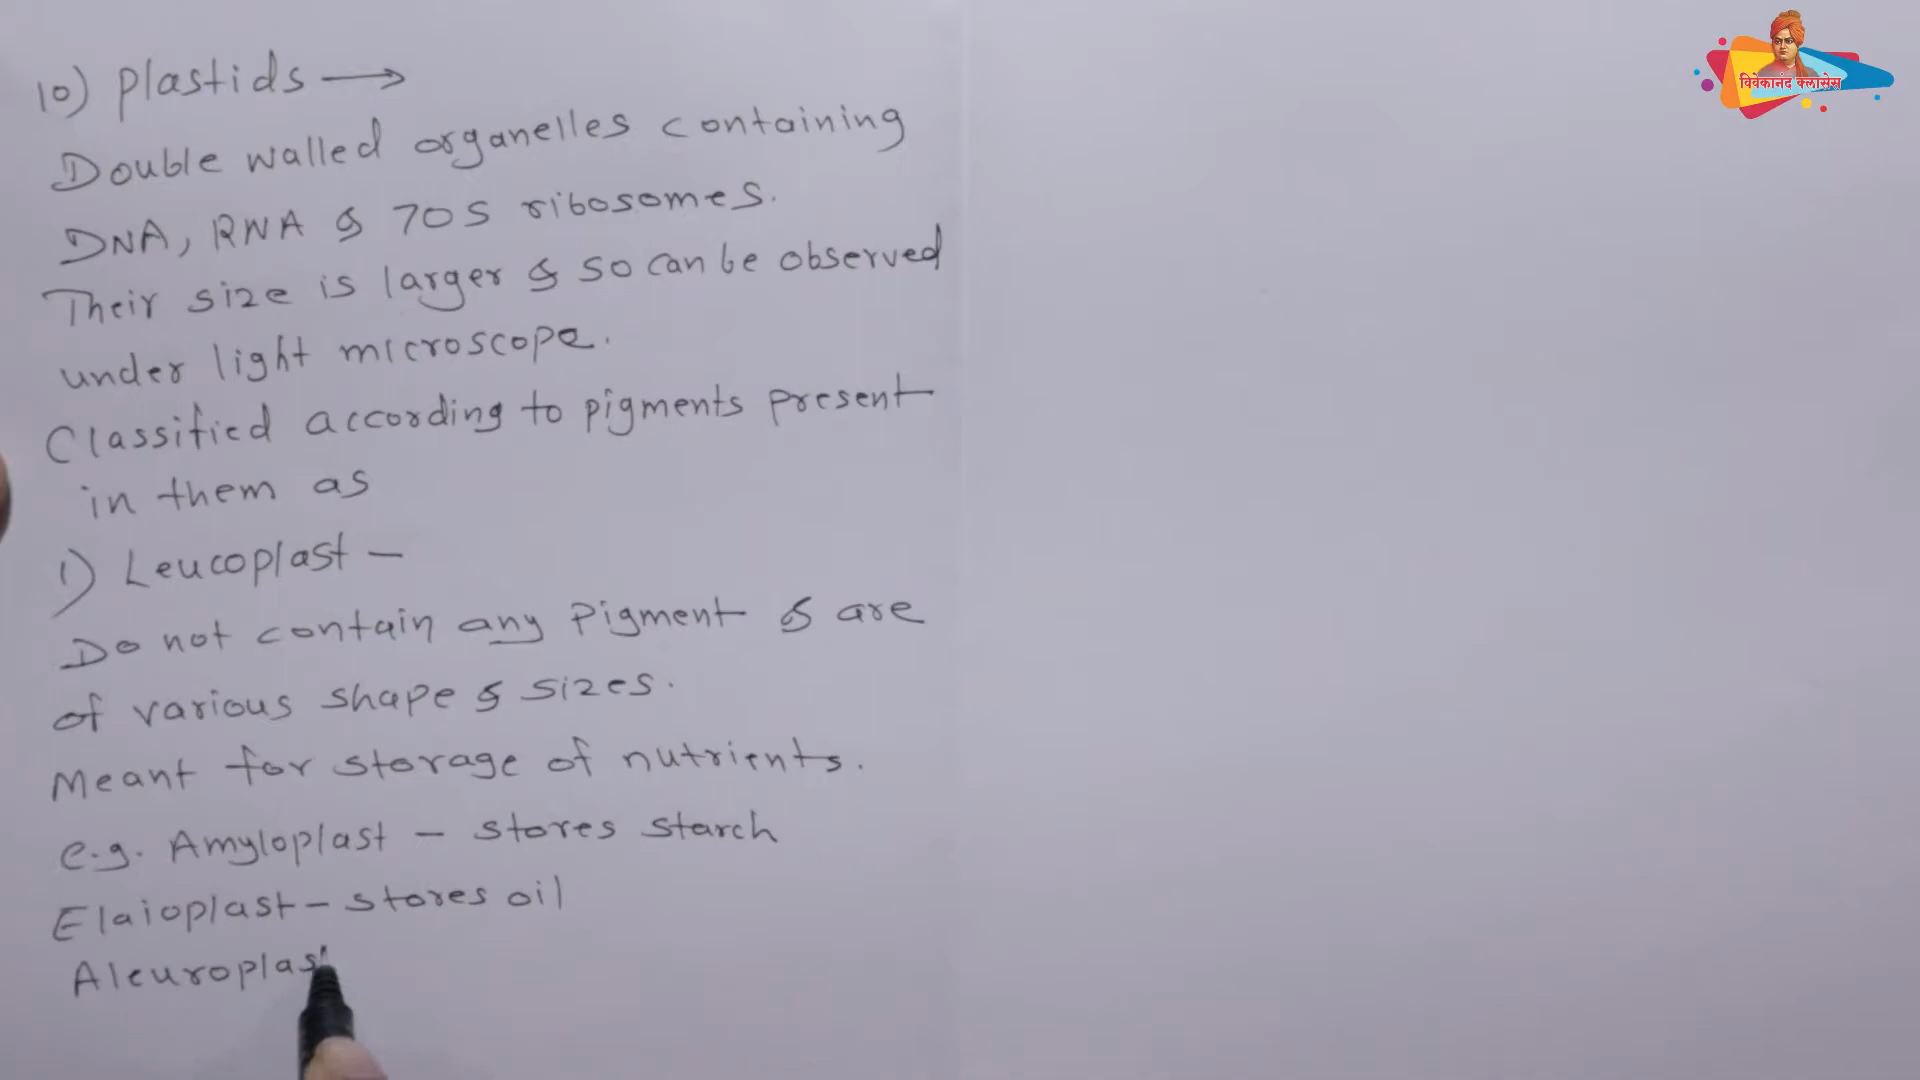 10) Plastids →
Double walled organelles containing
DNA, RNA & 70S ribosomes.
Their size is larger & so can be observed
under light microscope.
Classified according to pigments present
in them as
1) Leucoplast -
Do not contain any Pigment & are
of various shape & sizes.
Meant for storage of nutrients.
e.g. Amyloplast - stores starch
Elaioplast - stores oil
Aleuroplas
विवेकानंद क्लासेस